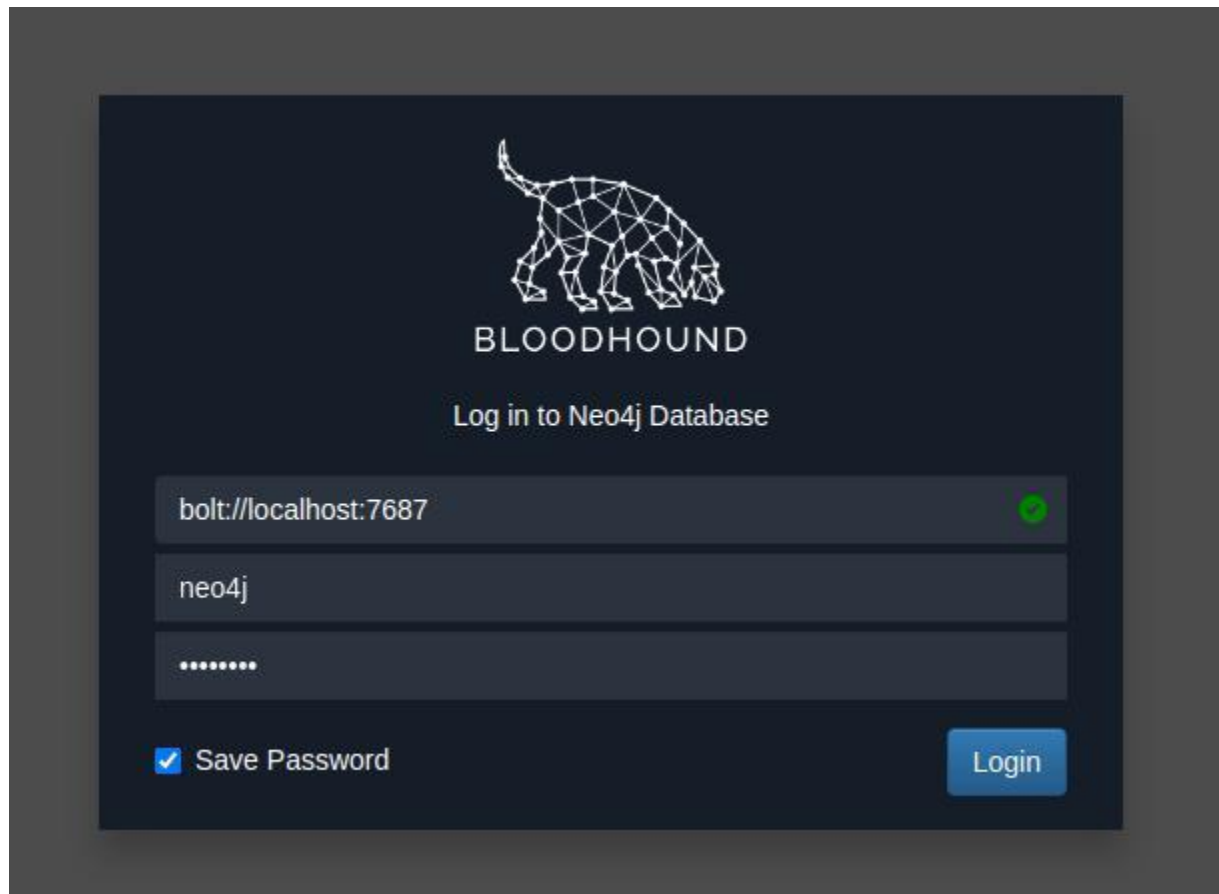 BLOODHOUND
Log in to Neo4j Database
bolt://localhost:7687
neo4j
••••••••
Save Password
Login